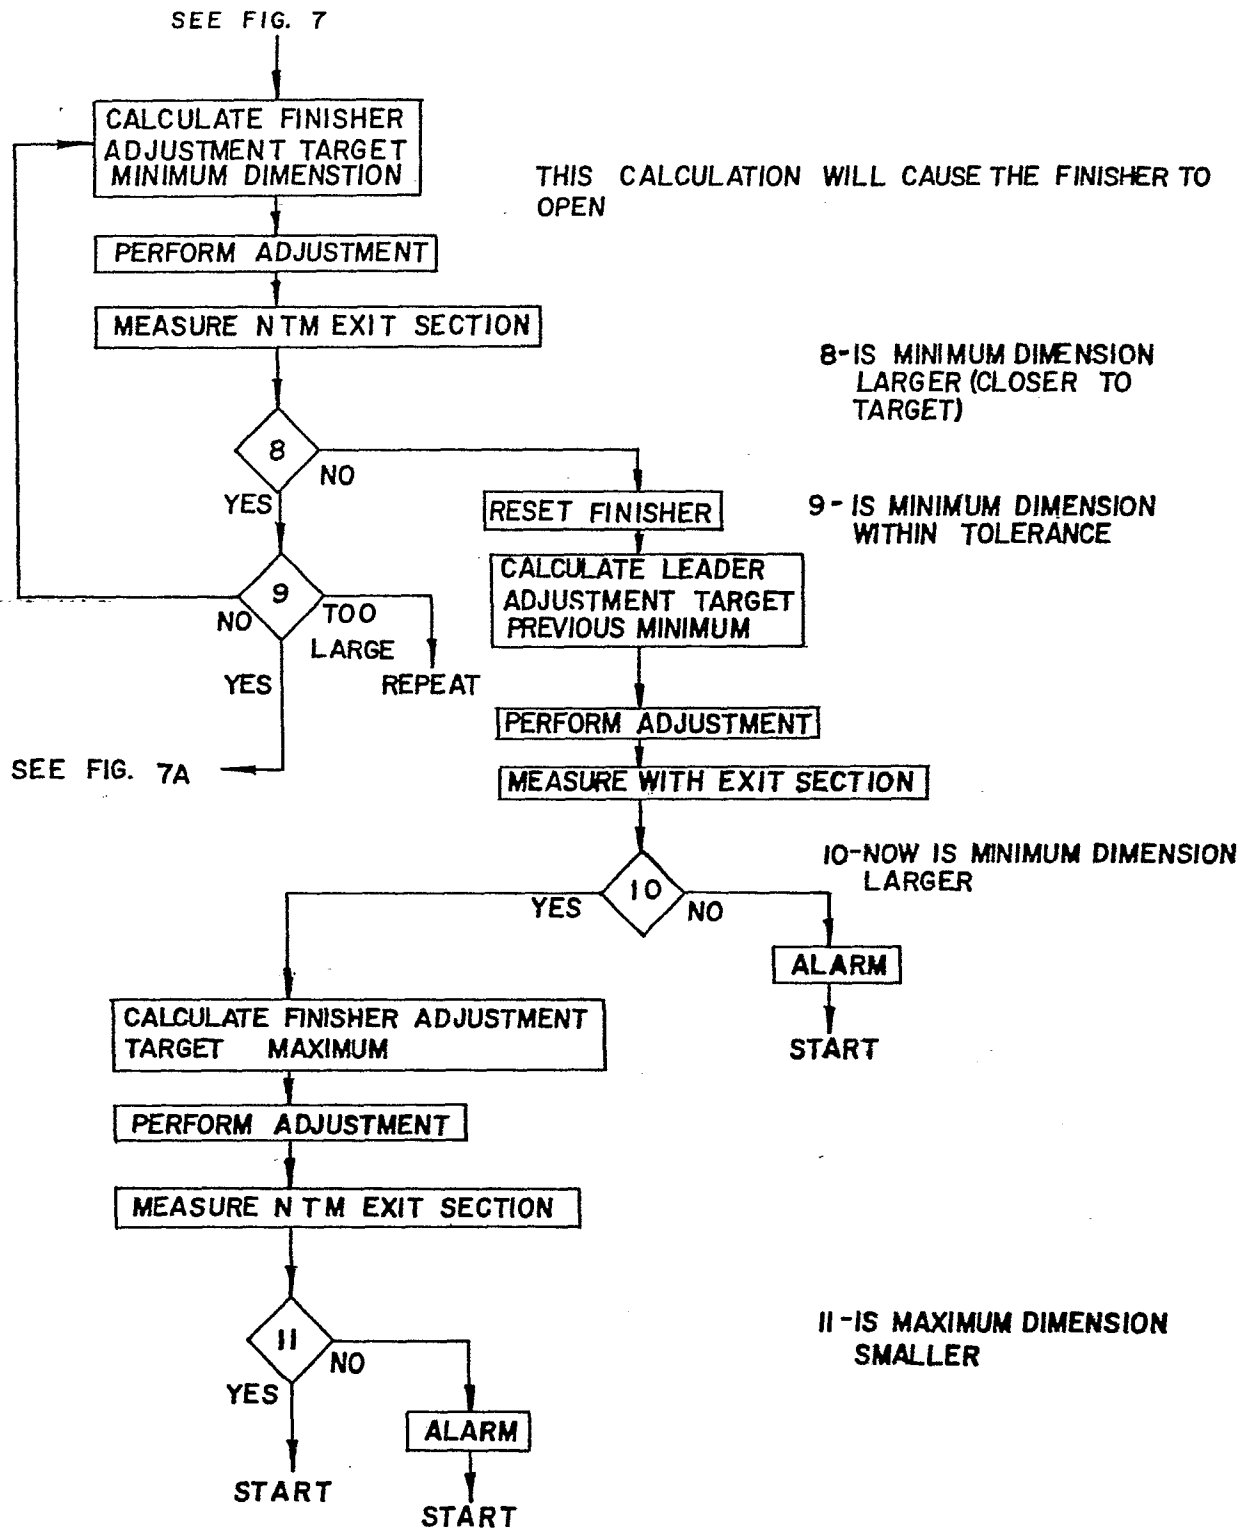 SEE FIG. 7
CALCULATE FINISHER
ADJUSTMENT TARGET
MINIMUM DIMENSTION
THIS CALCULATION WILL CAUSE THE FINISHER TO
OPEN
PERFORM ADJUSTMENT
MEASURE NTM EXIT SECTION
8-IS MINIMUM DIMENSION
LARGER (CLOSER TO
TARGET)
8
NO
YES
RESET FINISHER
9-IS MINIMUM DIMENSION
WITHIN TOLERANCE
CALCULATE LEADER
ADJUSTMENT TARGET
PREVIOUS MINIMUM
9
NO
TOO
LARGE
YES
REPEAT
PERFORM ADJUSTMENT
SEE FIG. 7A
MEASURE WITH EXIT SECTION
10-NOW IS MINIMUM DIMENSION
LARGER
10
YES
NO
ALARM
START
CALCULATE FINISHER ADJUSTMENT
TARGET MAXIMUM
PERFORM ADJUSTMENT
MEASURE NTM EXIT SECTION
11-IS MAXIMUM DIMENSION
SMALLER
11
NO
YES
ALARM
START
START